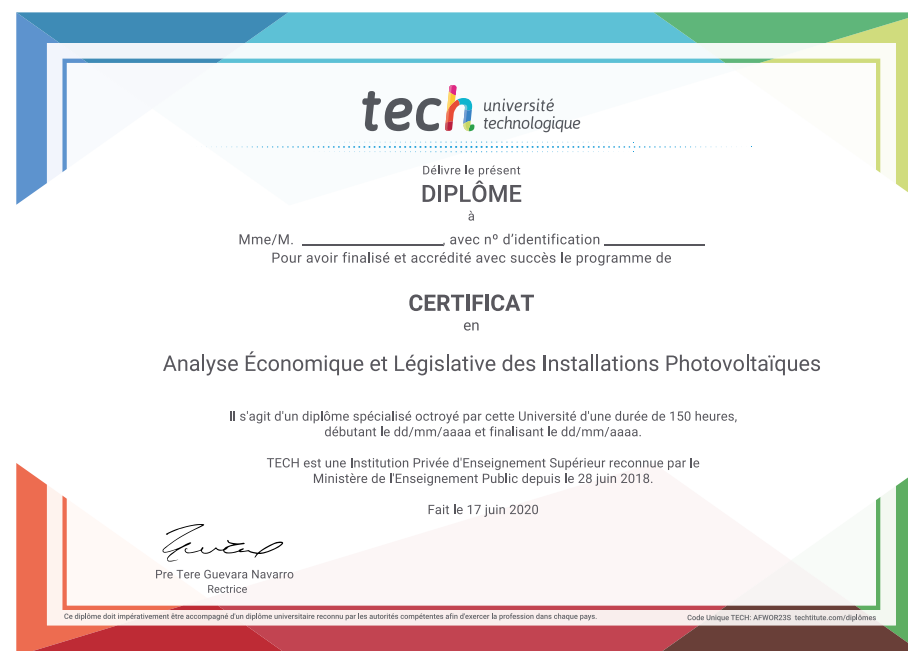 tech université
technologique
Délivre le présent
DIPLÔME
à
Mme/M. ____________________, avec nº d'identification ______________
Pour avoir finalisé et accrédité avec succès le programme de
CERTIFICAT
en
Analyse Économique et Législative des Installations Photovoltaïques
Il s'agit d'un diplôme spécialisé octroyé par cette Université d'une durée de 150 heures,
débutant le dd/mm/aaaa et finalisant le dd/mm/aaaa.
TECH est une Institution Privée d'Enseignement Supérieur reconnue par le
Ministère de l'Enseignement Public depuis le 28 juin 2018.
Fait le 17 juin 2020
Pre Tere Guevara Navarro
Rectrice
Ce diplôme doit impérativement être accompagné d'un diplôme universitaire reconnu par les autorités compétentes afin d'exercer la profession dans chaque pays.
Code Unique TECH: AFWOR23S techtitute.com/diplômes